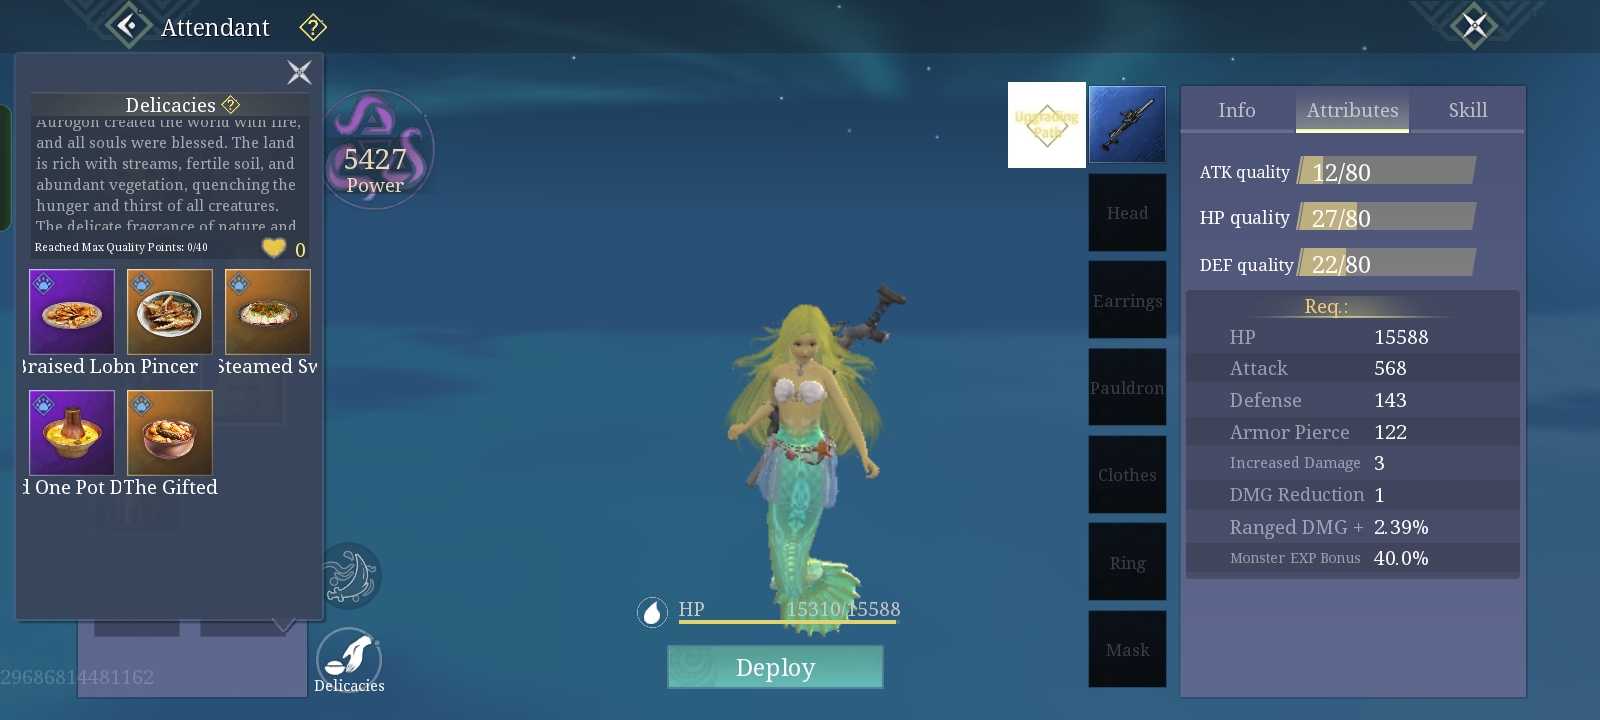 Attendant
Delicacies
Aurogon created the world with fire,
and all souls were blessed. The land
is rich with streams, fertile soil, and
abundant vegetation, quenching the
hunger and thirst of all creatures.
The delicate fragrance of nature and
Reached Max Quality Points: 0/40
0
Braised Lobn Pincer Steamed Sw
d One Pot DThe Gifted
29686814481162
Delicacies
5427
Power
HP 15310/15588
Deploy
Upgrading
Path
Head
Earrings
Pauldron
Clothes
Ring
Mask
Info Attributes Skill
ATK quality 12/80
HP quality 27/80
DEF quality 22/80
Req.:
HP 15588
Attack 568
Defense 143
Armor Pierce 122
Increased Damage 3
DMG Reduction 1
Ranged DMG + 2.39%
Monster EXP Bonus 40.0%